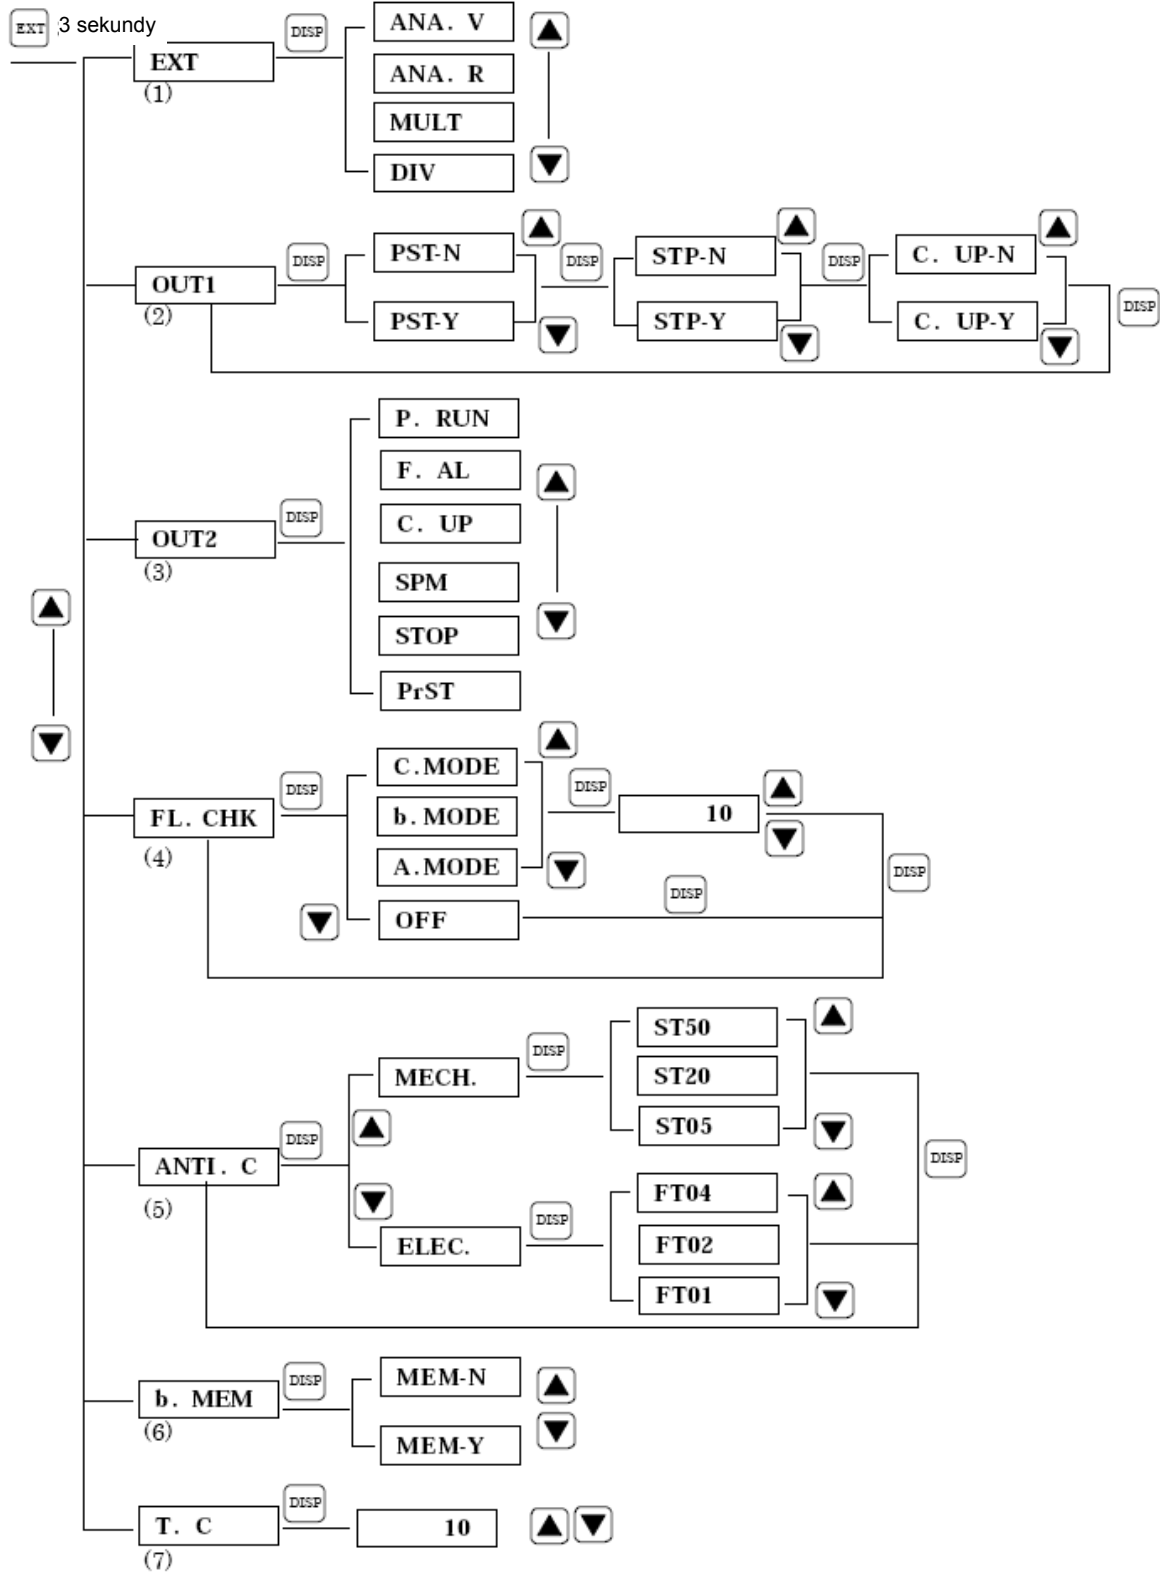 EXT 3 sekundy
EXT
(1)
DISP
ANA. V
ANA. R
MULT
DIV
OUT1
(2)
DISP
PST-N
PST-Y
DISP
STP-N
STP-Y
DISP
C. UP-N
C. UP-Y
DISP
OUT2
(3)
DISP
P. RUN
F. AL
C. UP
SPM
STOP
PrST
FL. CHK
(4)
DISP
C.MODE
b.MODE
A.MODE
OFF
DISP
10
DISP
DISP
ANTI. C
(5)
DISP
MECH.
DISP
ST50
ST20
ST05
ELEC.
DISP
FT04
FT02
FT01
DISP
b. MEM
(6)
DISP
MEM-N
MEM-Y
T. C
(7)
DISP
10